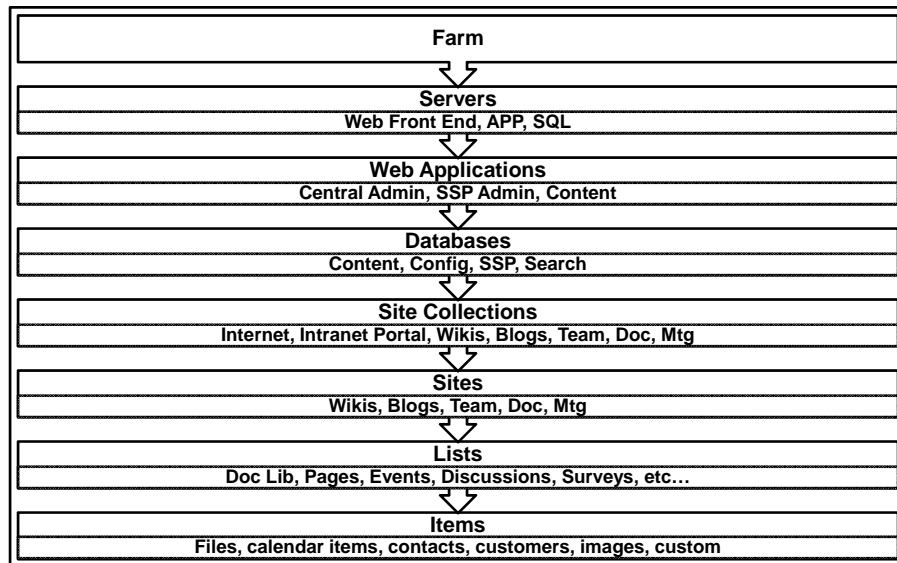 Farm
Servers
Web Front End, APP, SQL
Web Applications
Central Admin, SSP Admin, Content
Databases
Content, Config, SSP, Search
Site Collections
Internet, Intranet Portal, Wikis, Blogs, Team, Doc, Mtg
Sites
Wikis, Blogs, Team, Doc, Mtg
Lists
Doc Lib, Pages, Events, Discussions, Surveys, etc…
Items
Files, calendar items, contacts, customers, images, custom